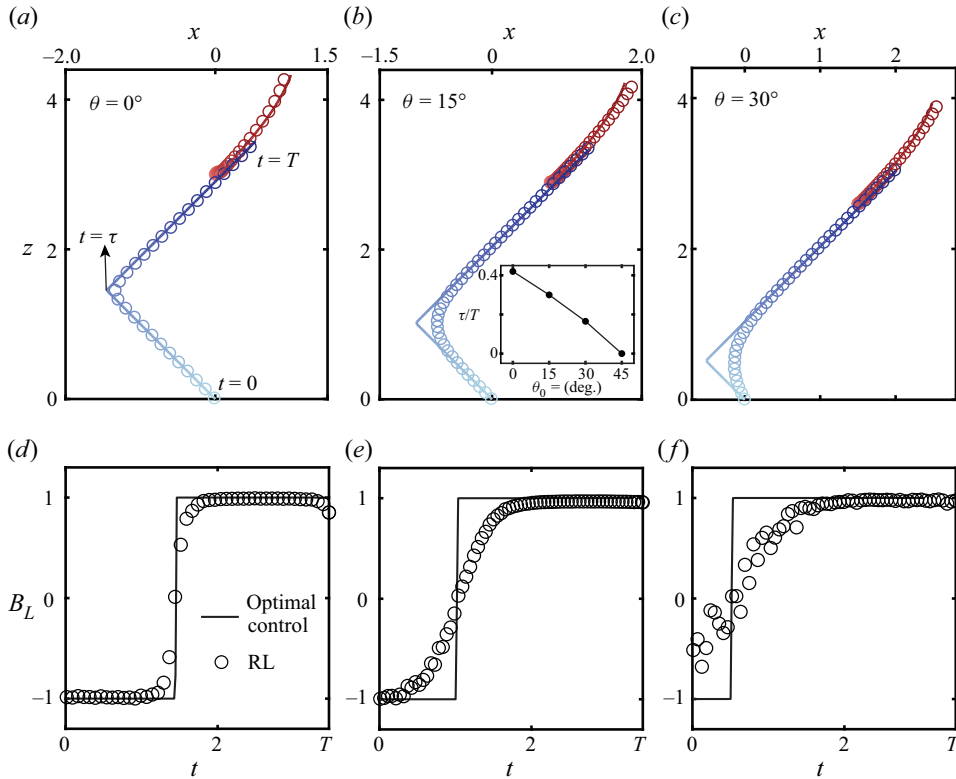 (a) (b) (c)
x x x
−2.0 0 1.5 −1.5 0 1.0 0 1 2
θ = 0° θ = 15° θ = 30°
4 4 4
t = T
z 2 2 2
t = τ
0.4
τ/T
0
0 15 30 45
θ0 = (deg.)
t = 0
0 0 0
(d) (e) (f)
1 1 1
BL 0 0 0
Optimal
control
RL
−1 −1 −1
0 2 T 0 2 T 0 2 T
t t t